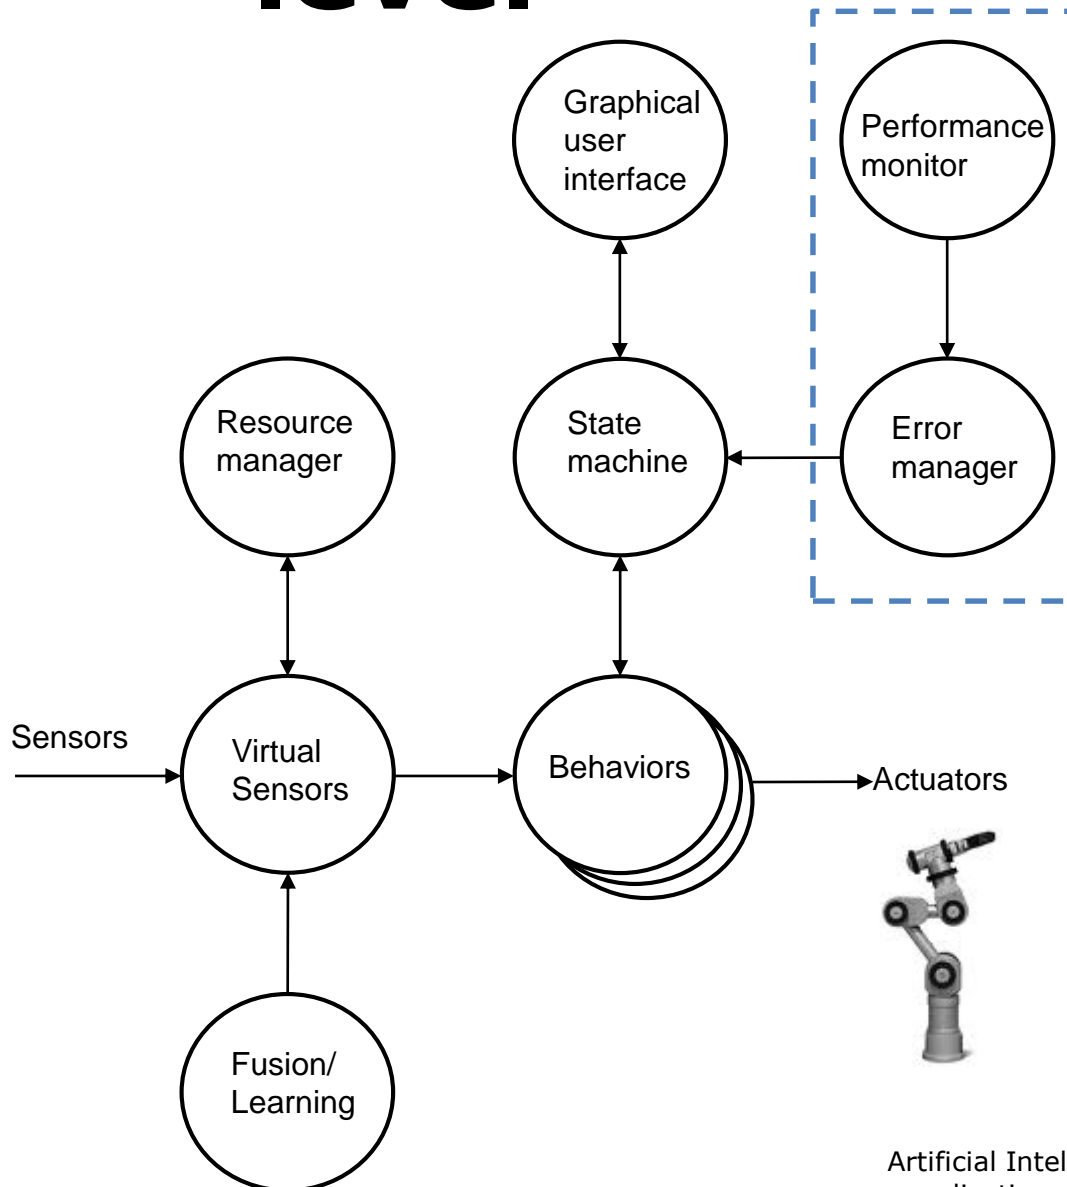 level
Graphical
user
interface
Performance
monitor
Resource
manager
State
machine
Error
manager
Sensors
Virtual
Sensors
Behaviors
Actuators
Fusion/
Learning
Artificial Intel